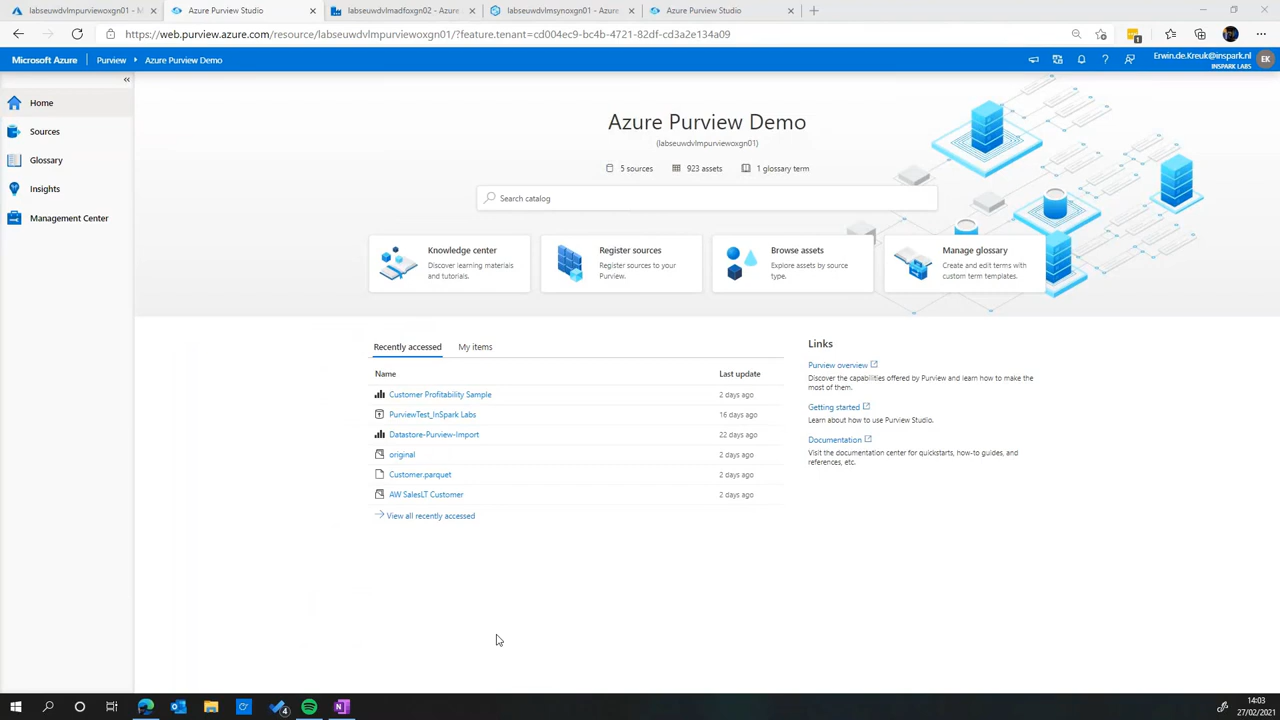 labseuwdvlmpurviewoxgn01 - M
Azure Purview Studio
labseuwdvlmadfoxgn02 - Azure
labseuwdvlmsynoxgn01 - Azure
Azure Purview Studio
https://web.purview.azure.com/resource/labseuwdvlmpurviewoxgn01/?feature.tenant=cd004ec9-bc4b-4721-82df-cd3a2e134a09
Microsoft Azure
Purview
Azure Purview Demo
Erwin.de.Kreuk@inspark.nl
INSPARK LABS
EK
Home
Sources
Glossary
Insights
Management Center
Azure Purview Demo
(labseuwdvlmpurviewoxgn01)
5 sources
923 assets
1 glossary term
Search catalog
Knowledge center
Discover learning materials
and tutorials.
Register sources
Register sources to your
Purview.
Browse assets
Explore assets by source
type.
Manage glossary
Create and edit terms with
custom term templates.
Recently accessed
My items
Name
Last update
Customer Profitability Sample
2 days ago
PurviewTest_InSpark Labs
16 days ago
Datastore-Purview-Import
22 days ago
original
2 days ago
Customer.parquet
2 days ago
AW SalesLT Customer
2 days ago
View all recently accessed
Links
Purview overview
Discover the capabilities offered by Purview and learn how to make the
most of them.
Getting started
Learn about how to use Purview Studio.
Documentation
Visit the documentation center for quickstarts, how-to guides, and
references, etc.
14:03
27/02/2021